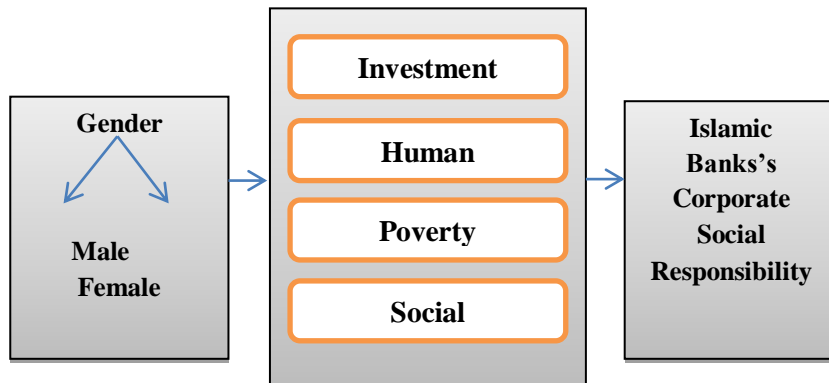 Gender
Male
Female
Investment
Human
Poverty
Social
Islamic
Banks's
Corporate
Social
Responsibility